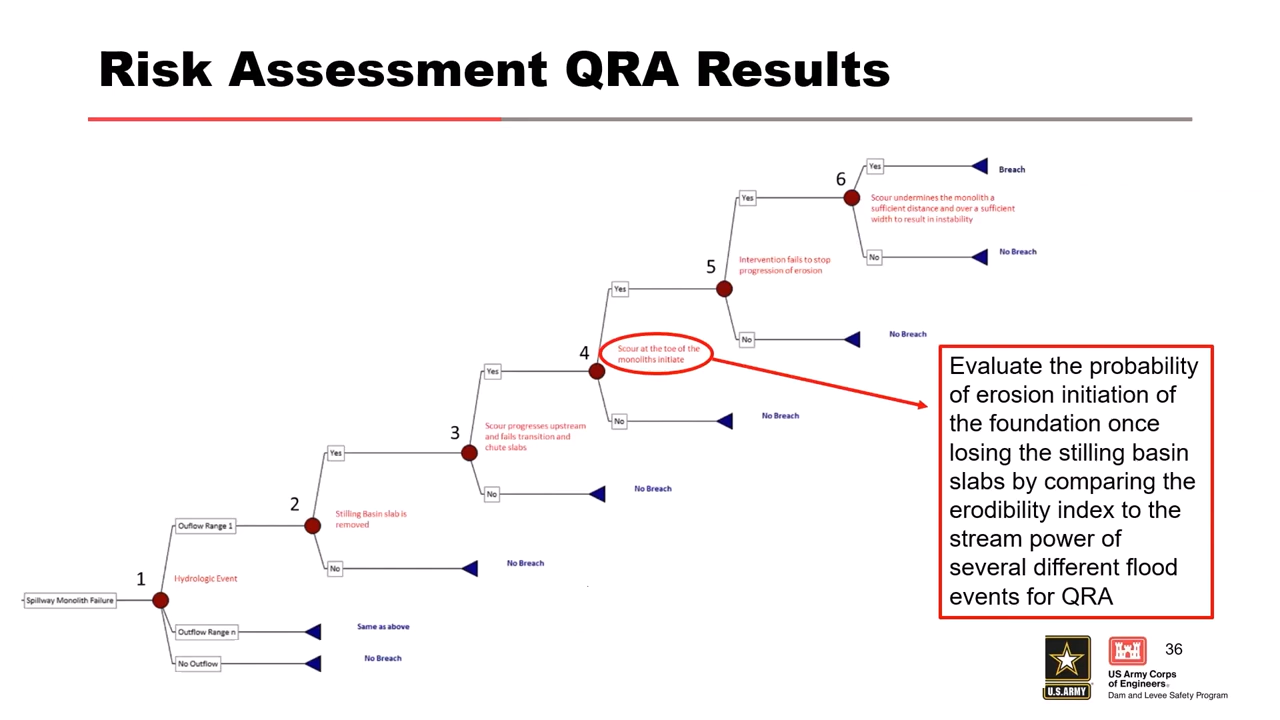 Risk Assessment QRA Results
6
Yes
Breach
Scour undermines the monolith a
sufficient distance and over a sufficient
width to result in instability
No
No Breach
5
Yes
Intervention fails to stop
progression of erosion
No
No Breach
4
Yes
Scour at the toe of the
monoliths initiate
No
No Breach
3
Yes
Scour progresses upstream
and fails transition and
chute slabs
No
No Breach
2
Yes
Stilling Basin slab is
removed
No
No Breach
1
Ouflow Range 1
Hydrologic Event
Spillway Monolith Failure
Outflow Range n
Same as above
No Outflow
No Breach
Evaluate the probability
of erosion initiation of
the foundation once
losing the stilling basin
slabs by comparing the
erodibility index to the
stream power of
several different flood
events for QRA
U.S.ARMY
US Army Corps
of Engineers®
Dam and Levee Safety Program
36